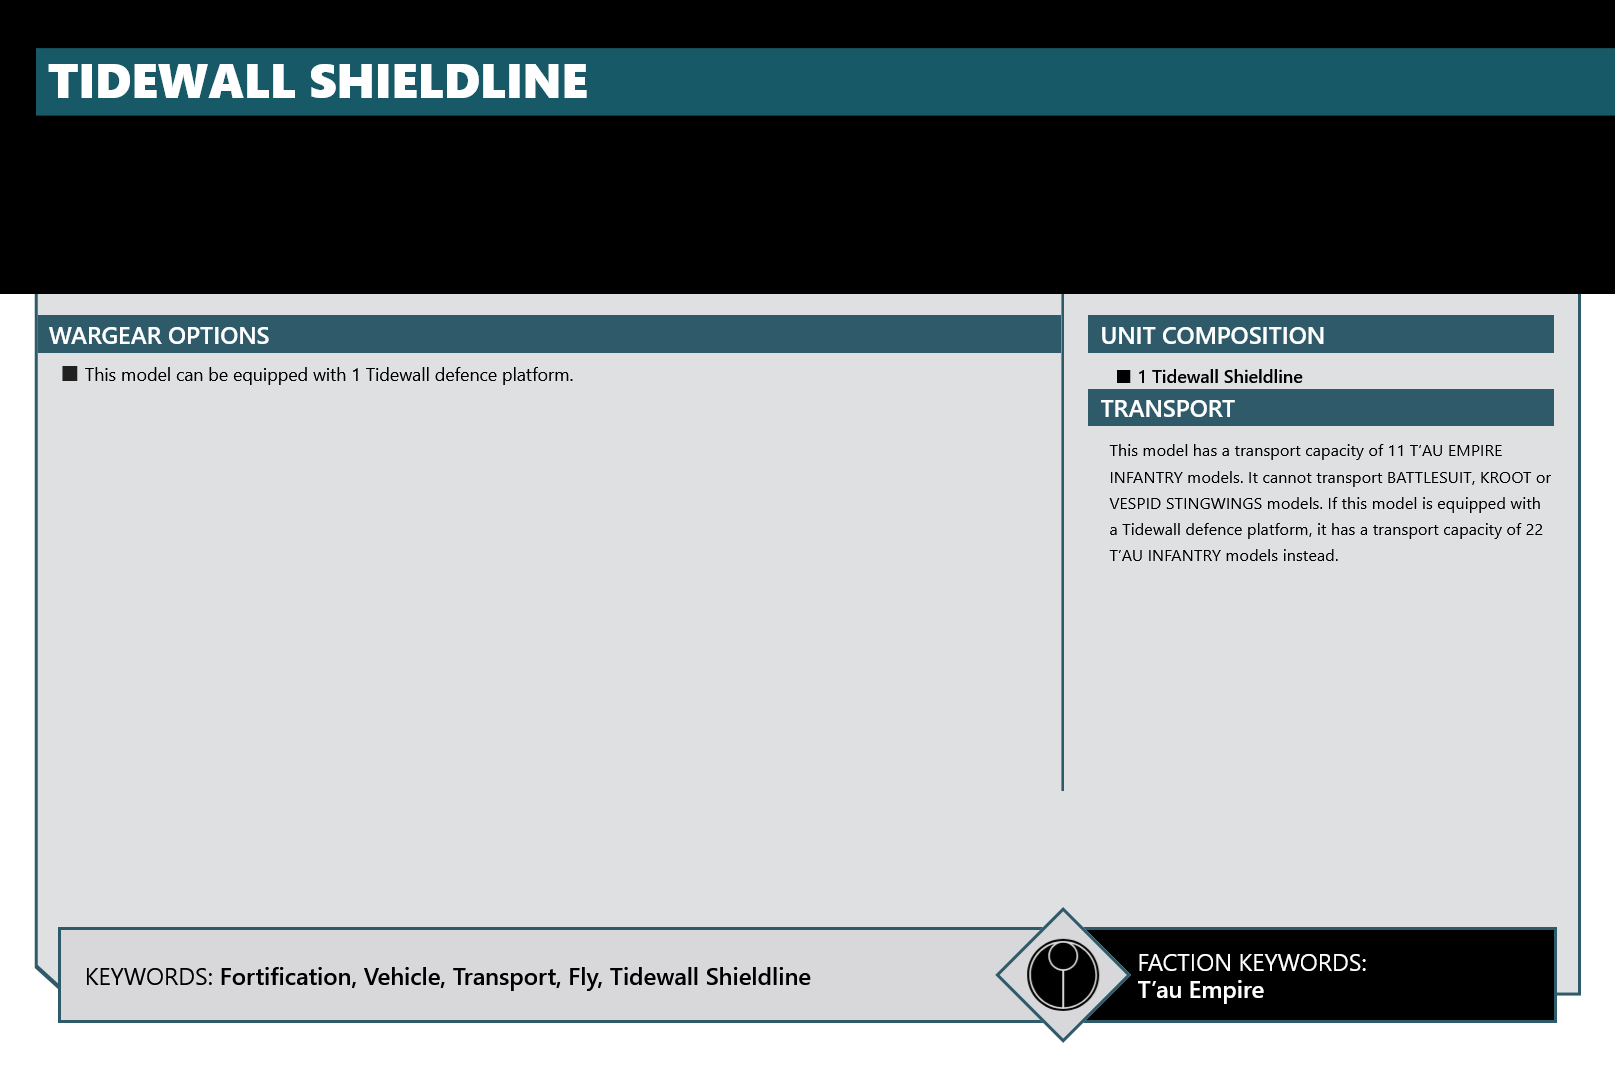 TIDEWALL SHIELDLINE
WARGEAR OPTIONS
■ This model can be equipped with 1 Tidewall defence platform.
UNIT COMPOSITION
■ 1 Tidewall Shieldline
TRANSPORT
This model has a transport capacity of 11 T’AU EMPIRE
INFANTRY models. It cannot transport BATTLESUIT, KROOT or
VESPID STINGWINGS models. If this model is equipped with
a Tidewall defence platform, it has a transport capacity of 22
T’AU INFANTRY models instead.
KEYWORDS: Fortification, Vehicle, Transport, Fly, Tidewall Shieldline
FACTION KEYWORDS:
T’au Empire